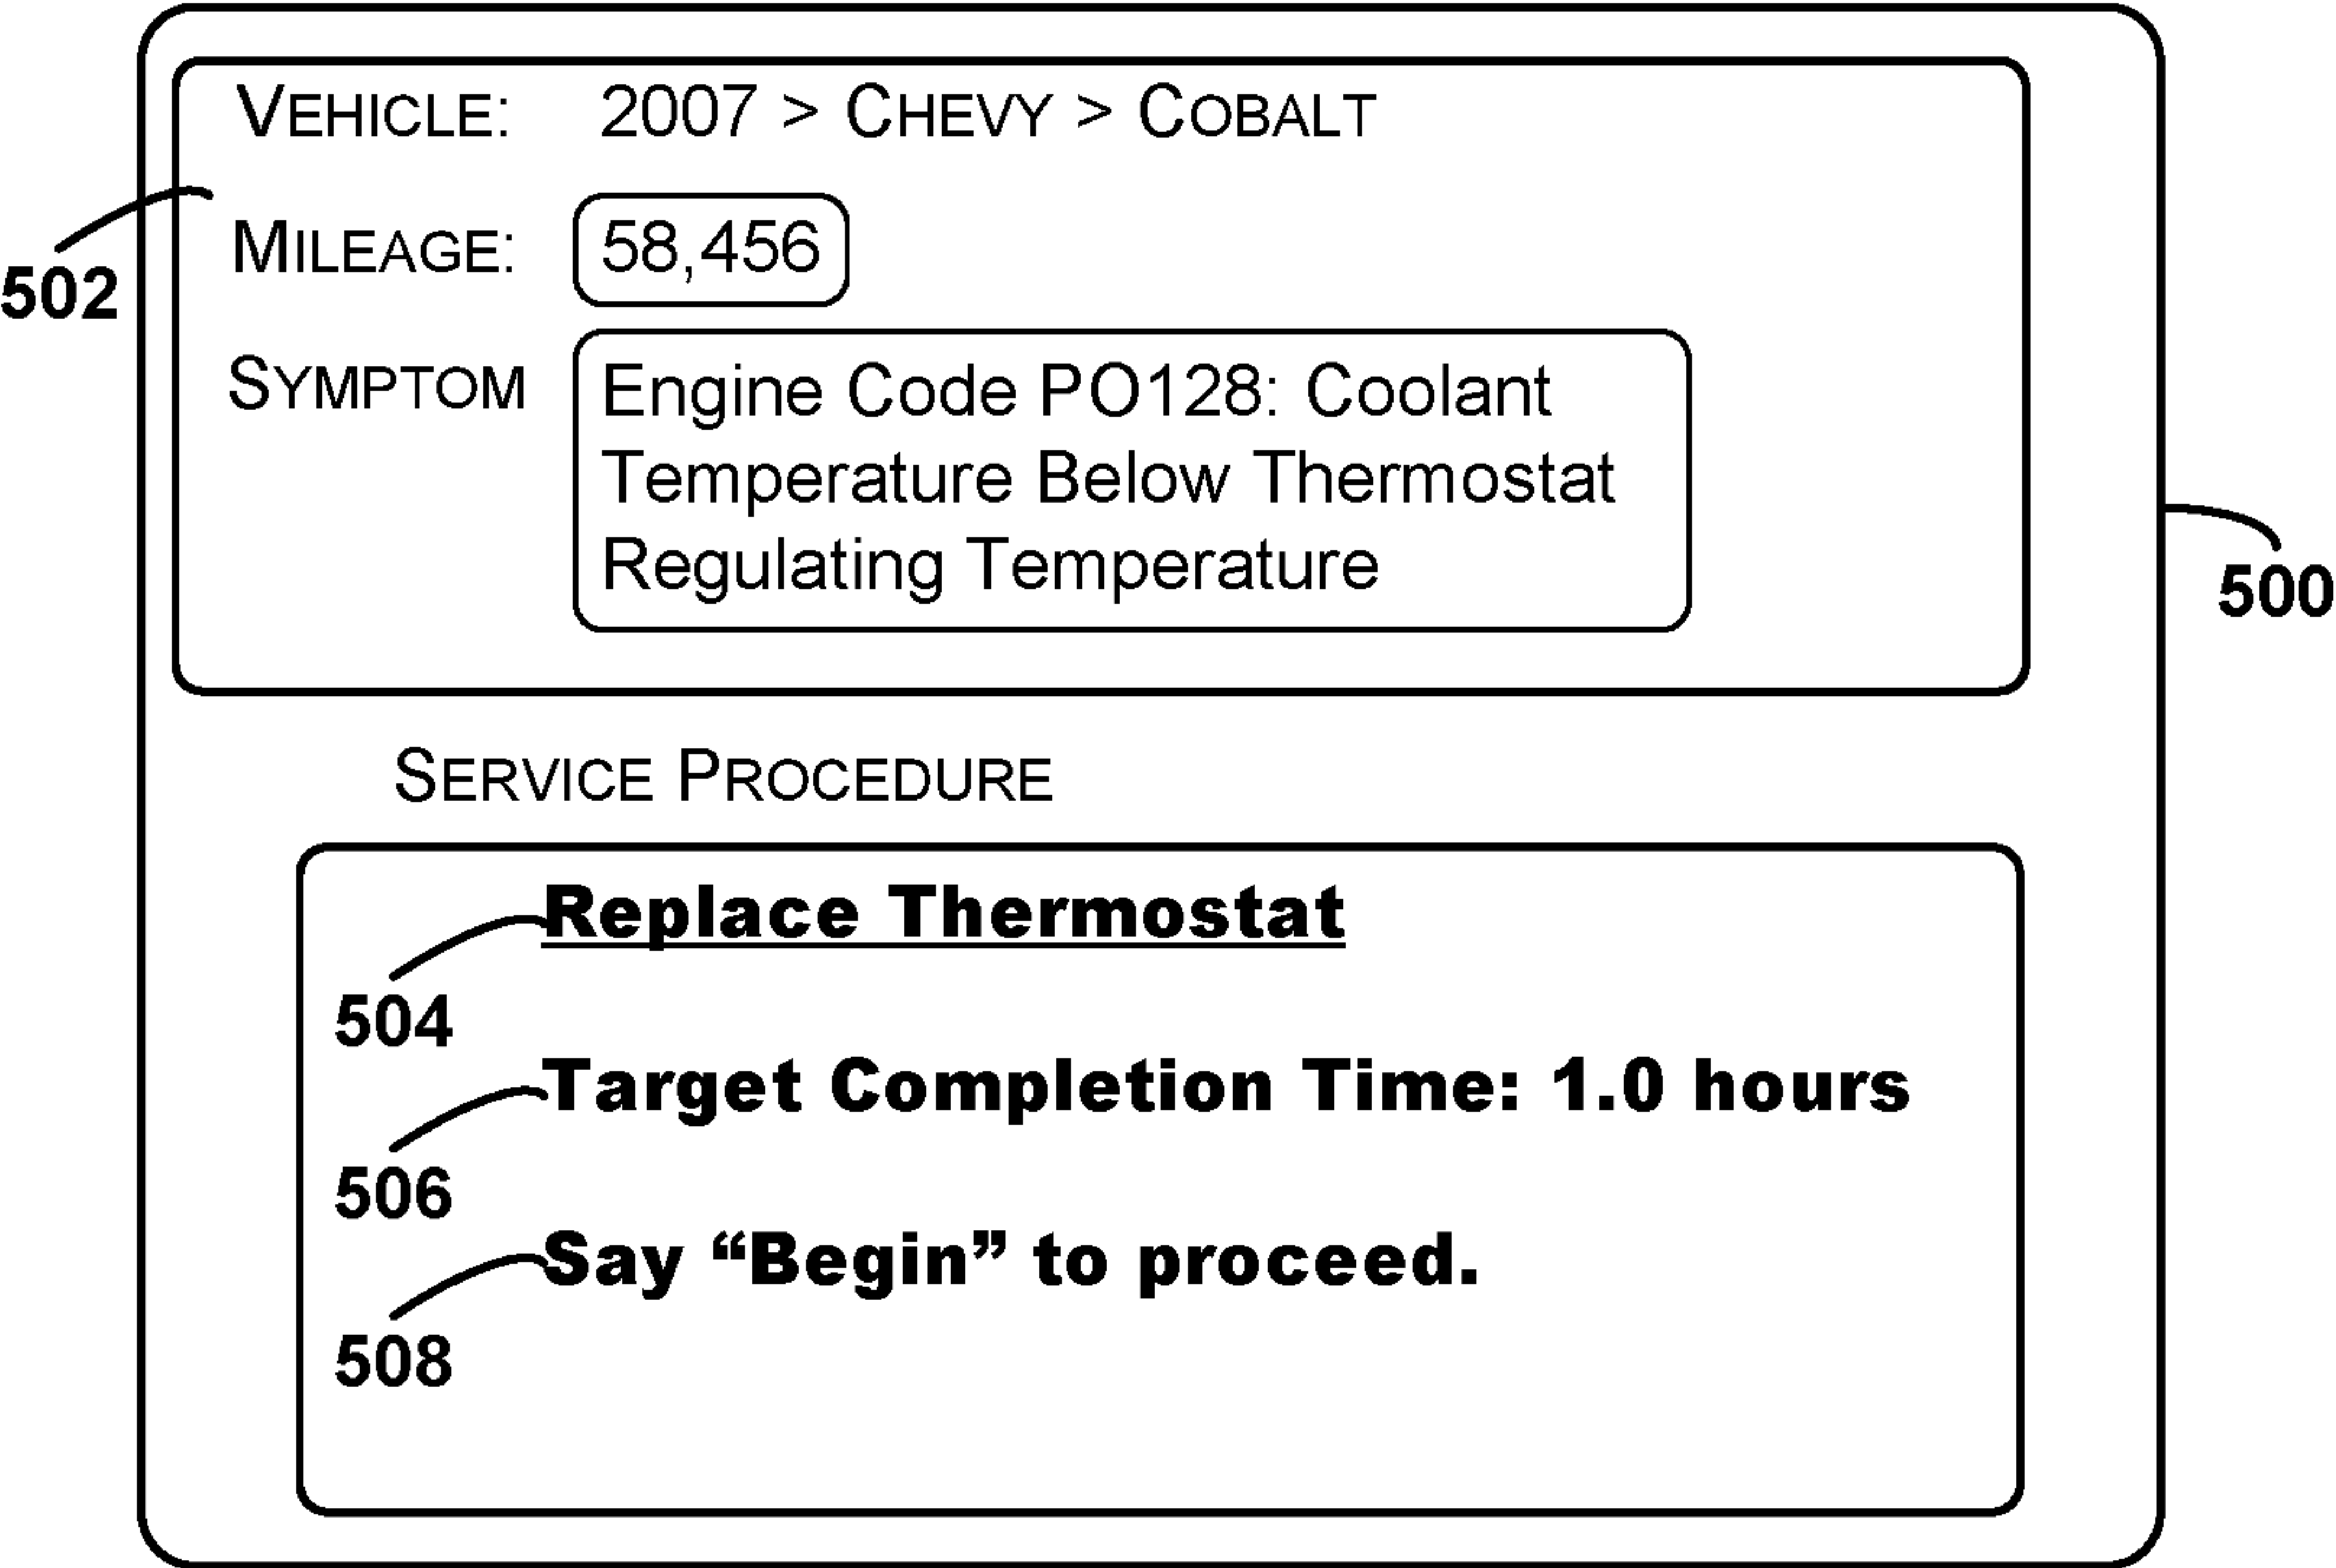 VEHICLE: 2007 > CHEVY > COBALT
MILEAGE: 58,456
502
SYMPTOM Engine Code PO128: Coolant
Temperature Below Thermostat
Regulating Temperature
500
SERVICE PROCEDURE
Replace Thermostat
504
Target Completion Time: 1.0 hours
506
Say “Begin” to proceed.
508